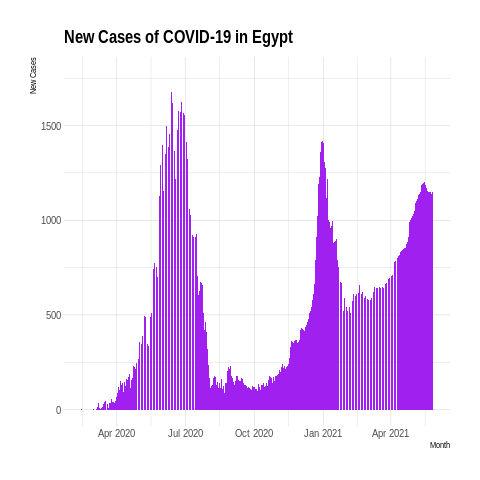 New Cases of COVID-19 in Egypt
New Cases
1500
1000
500
0
Apr 2020 Jul 2020 Oct 2020 Jan 2021 Apr 2021
Month